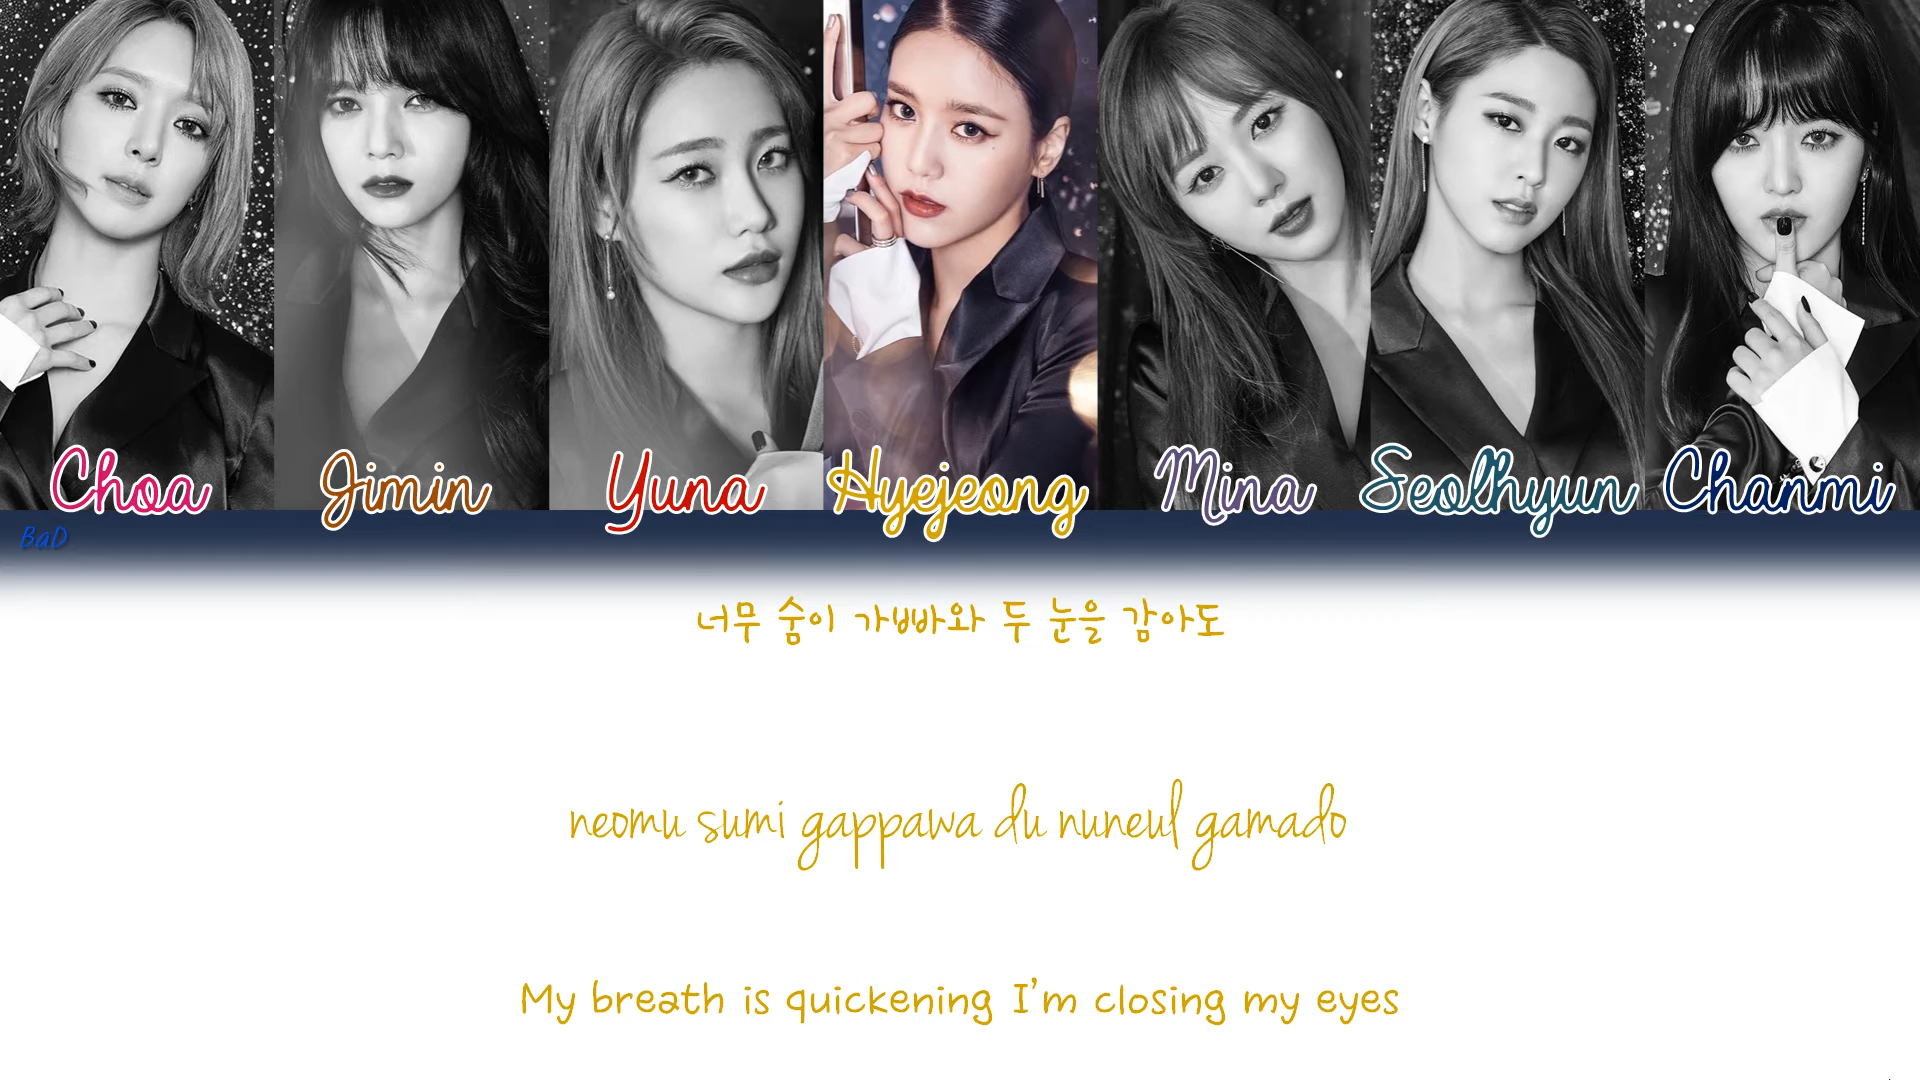 Choa Jimin Yuna Hyejeong Mina Seolhyun Chanmi
BaD
너무 숨이 가빠와 두 눈을 감아도
neomu sumi gappawa du nuneul gamado
My breath is quickening I'm closing my eyes